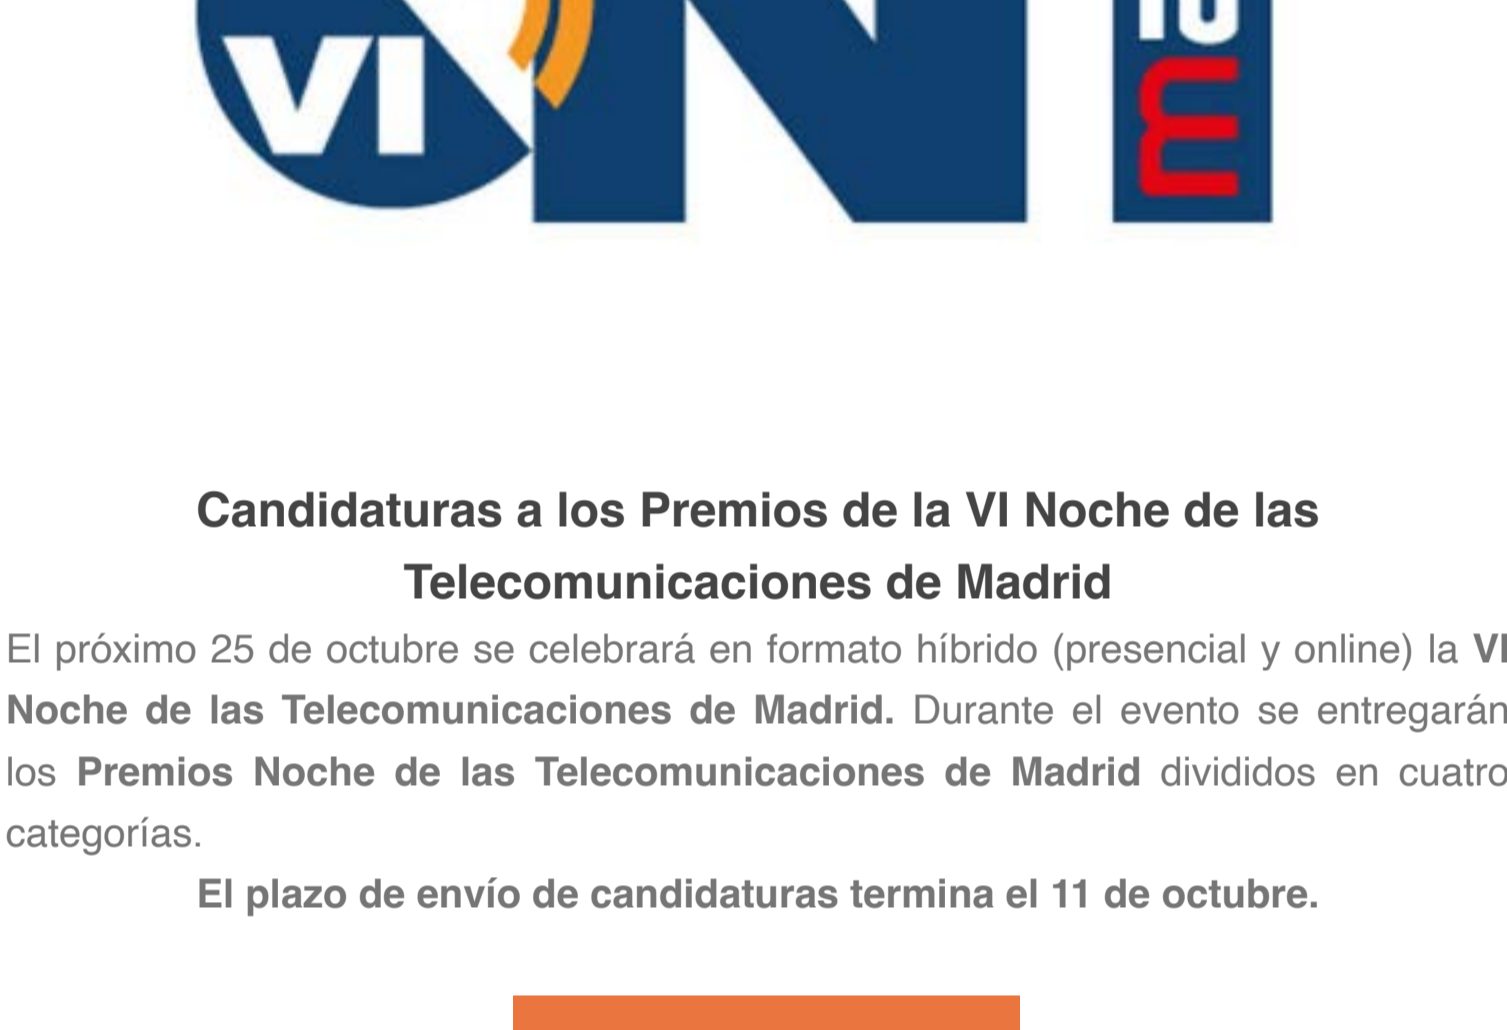 VI
Candidaturas a los Premios de la VI Noche de las
Telecomunicaciones de Madrid
El próximo 25 de octubre se celebrará en formato híbrido (presencial y online) la VI
Noche de las Telecomunicaciones de Madrid. Durante el evento se entregarán
los Premios Noche de las Telecomunicaciones de Madrid divididos en cuatro
categorías.
El plazo de envío de candidaturas termina el 11 de octubre.